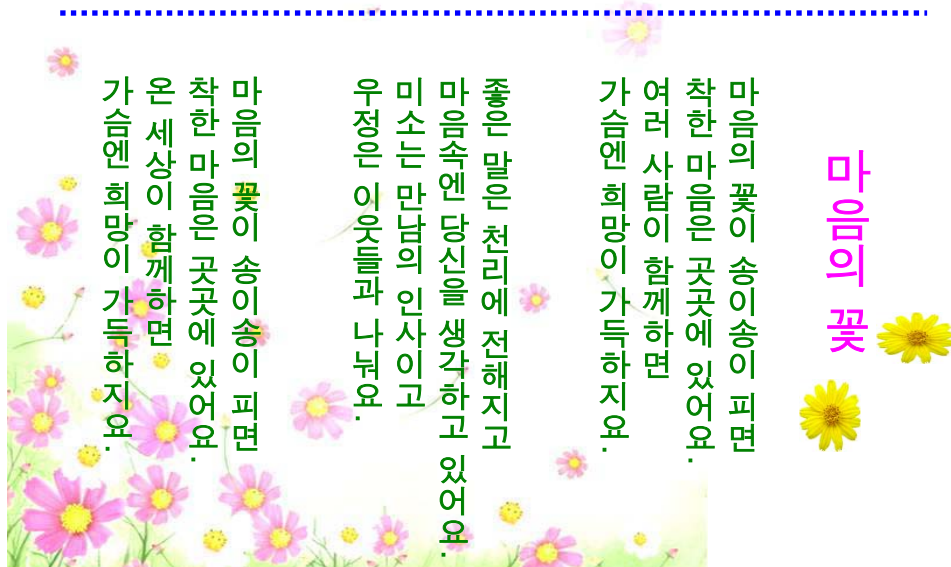 마음의 꽃
마음의 꽃이 송이송이 피면
착한 마음은 곳곳에 있어요.
여러 사람이 함께하면
가슴엔 희망이 가득하지요.
좋은 말은 천리에 전해지고
마음속엔 당신을 생각하고 있어요.
미소는 만남의 인사이고
우정은 이웃들과 나눠요.
마음의 꽃이 송이송이 피면
착한 마음은 곳곳에 있어요.
온 세상이 함께하면
가슴엔 희망이 가득하지요.